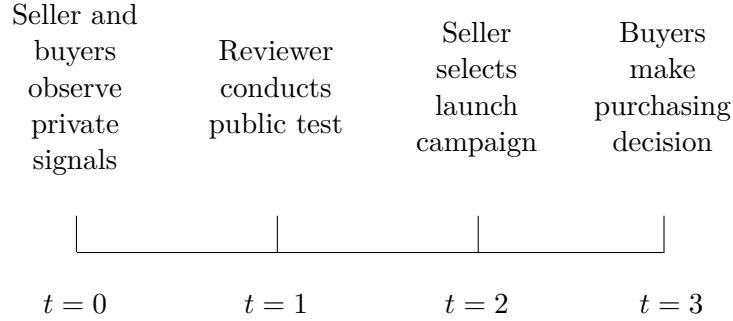 Seller and
buyers
observe
private
signals
Reviewer
conducts
public test
Seller
selects
launch
campaign
Buyers
make
purchasing
decision
t = 0
t = 1
t = 2
t = 3